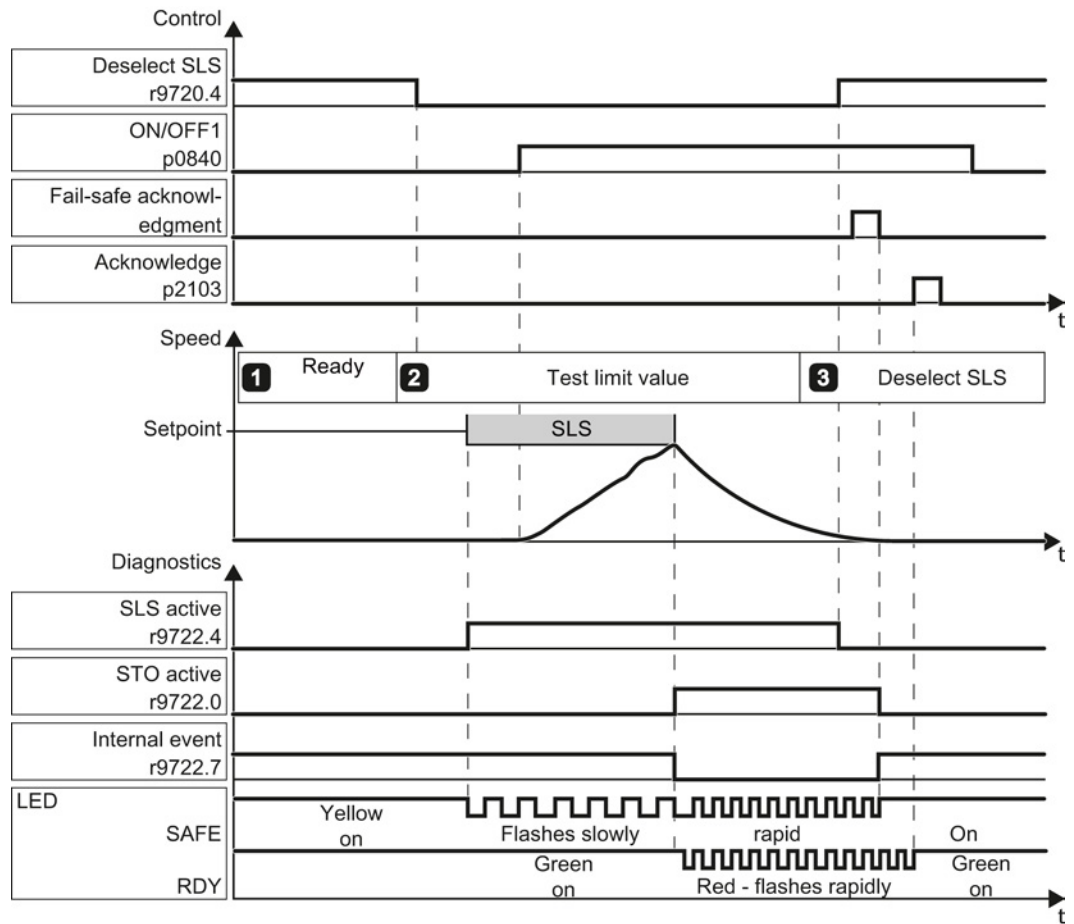 Control
Deselect SLS
r9720.4
ON/OFF1
p0840
Fail-safe acknowl-
edgment
Acknowledge
p2103
t
Speed
1 Ready
2 Test limit value
3 Deselect SLS
Setpoint
SLS
t
Diagnostics
SLS active
r9722.4
STO active
r9722.0
Internal event
r9722.7
LED
SAFE
Yellow
on
Flashes slowly
rapid
On
RDY
Green
on
Red - flashes rapidly
Green
on
t